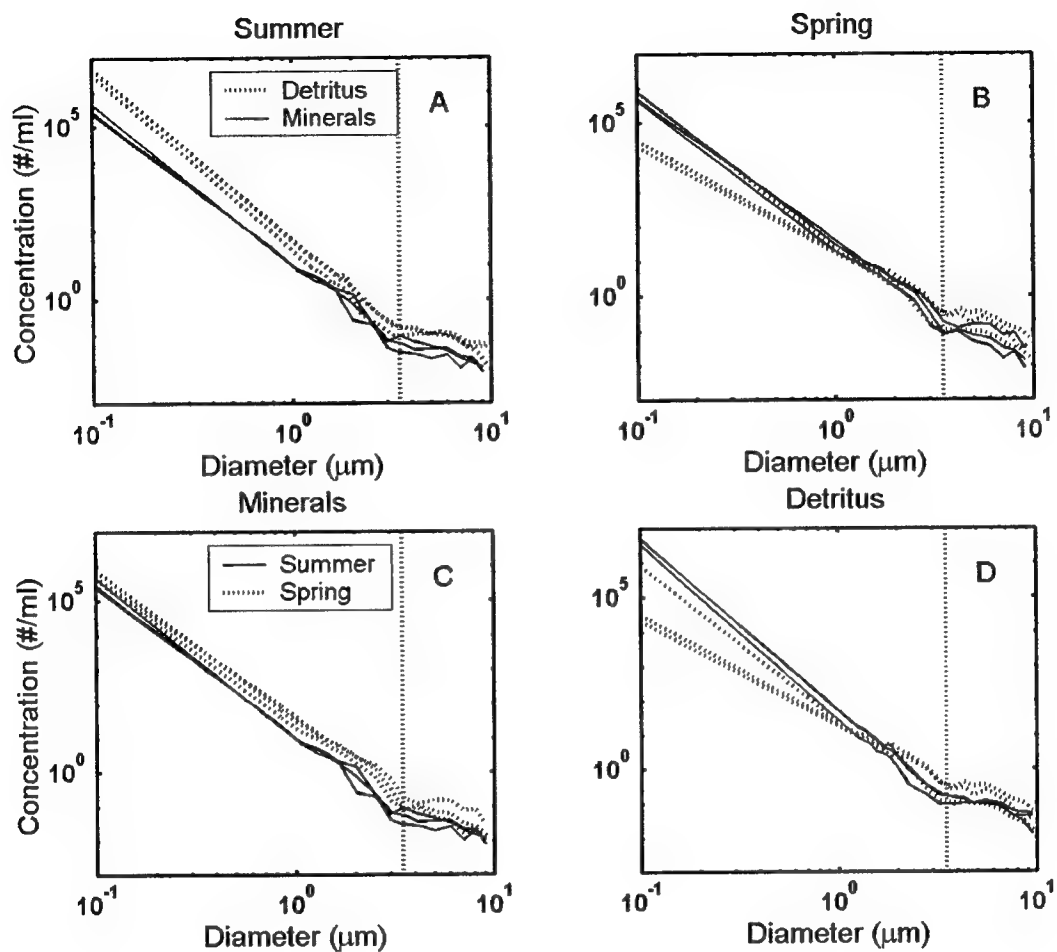 Summer
Detritus
Minerals
A
Concentration (#/ml)
10^5
10^0
10^-1
10^0
10^1
Diameter (μm)
Spring
B
10^5
10^0
10^-1
10^0
10^1
Diameter (μm)
Minerals
Summer
Spring
C
Concentration (#/ml)
10^5
10^0
10^-1
10^0
10^1
Diameter (μm)
Detritus
D
10^5
10^0
10^-1
10^0
10^1
Diameter (μm)